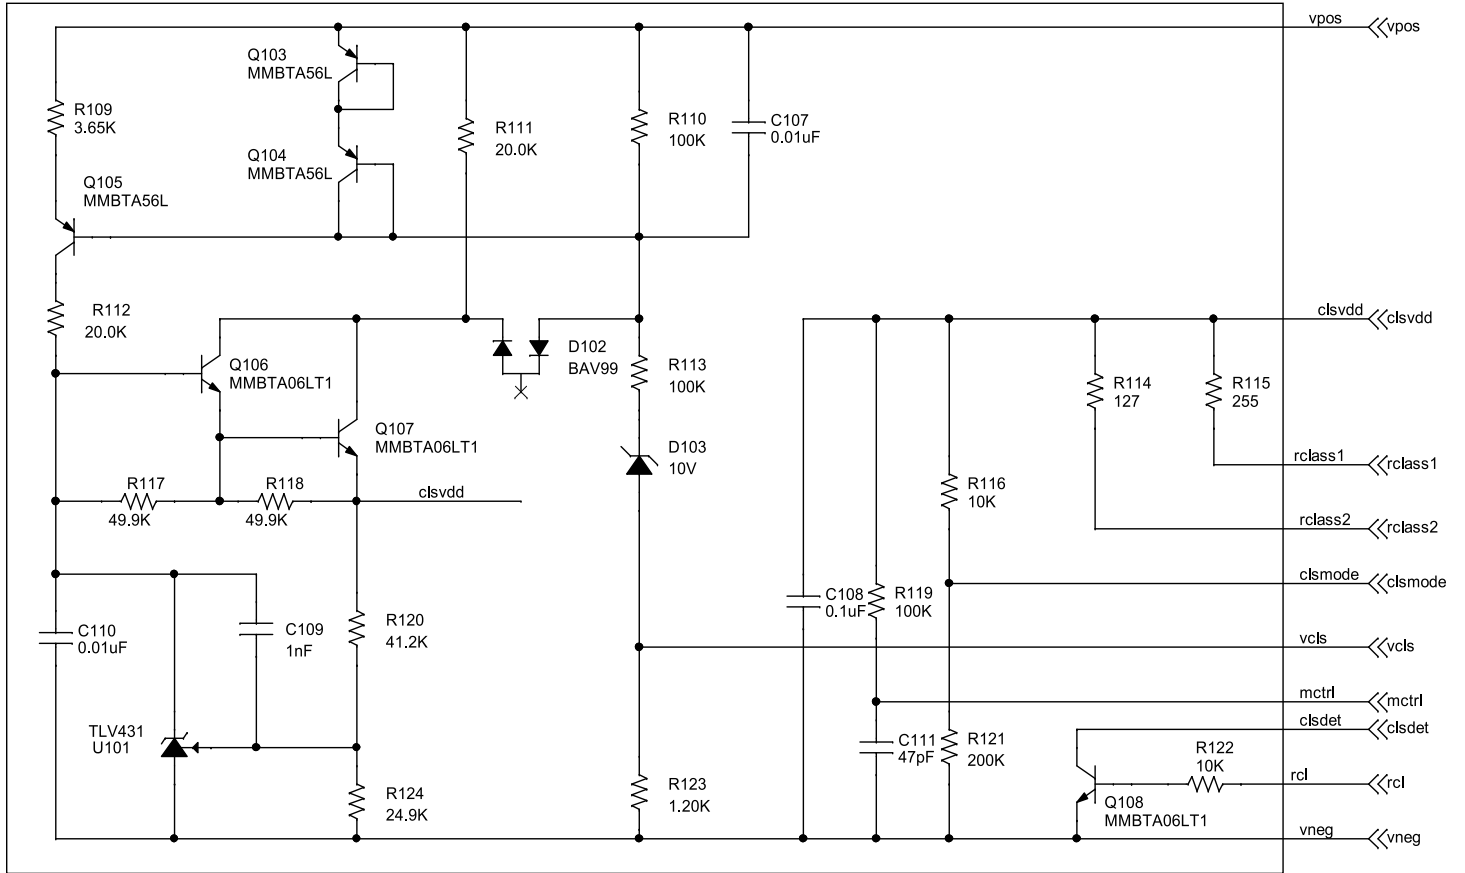 vpos
vpos
Q103
MMBTA56L
R109
3.65K
R111
20.0K
R110
100K
C107
0.01uF
Q104
MMBTA56L
Q105
MMBTA56L
R112
20.0K
clsvdd
clsvdd
D102
BAV99
Q106
MMBTA06LT1
R113
100K
R114
127
R115
255
Q107
MMBTA06LT1
D103
10V
rclass1
rclass1
R117
49.9K
R118
49.9K
clsvdd
R116
10K
rclass2
rclass2
clsmode
clsmode
C108
0.1uF
R119
100K
C110
0.01uF
C109
1nF
R120
41.2K
vcls
vcls
mctrl
mctrl
clsdet
clsdet
TLV431
U101
C111
47pF
R121
200K
R122
10K
rcl
rcl
R124
24.9K
R123
1.20K
Q108
MMBTA06LT1
vneg
vneg